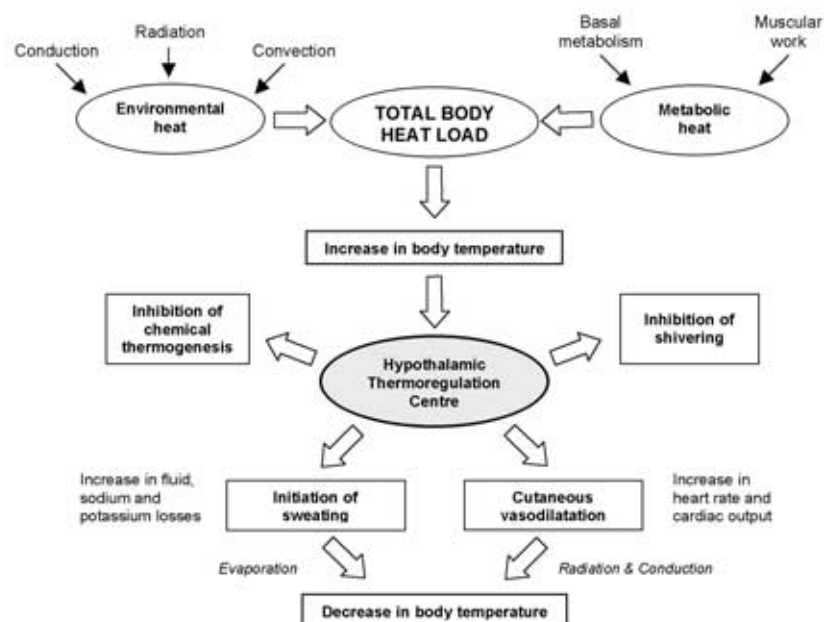 Radiation
Conduction
Convection
Basal
metabolism
Muscular
work
Environmental
heat
TOTAL BODY
HEAT LOAD
Metabolic
heat
Increase in body temperature
Inhibition of
chemical
thermogenesis
Inhibition of
shivering
Hypothalamic
Thermoregulation
Centre
Increase in fluid,
sodium and
potassium losses
Initiation of
sweating
Cutaneous
vasodilatation
Increase in
heart rate and
cardiac output
Evaporation
Radiation & Conduction
Decrease in body temperature